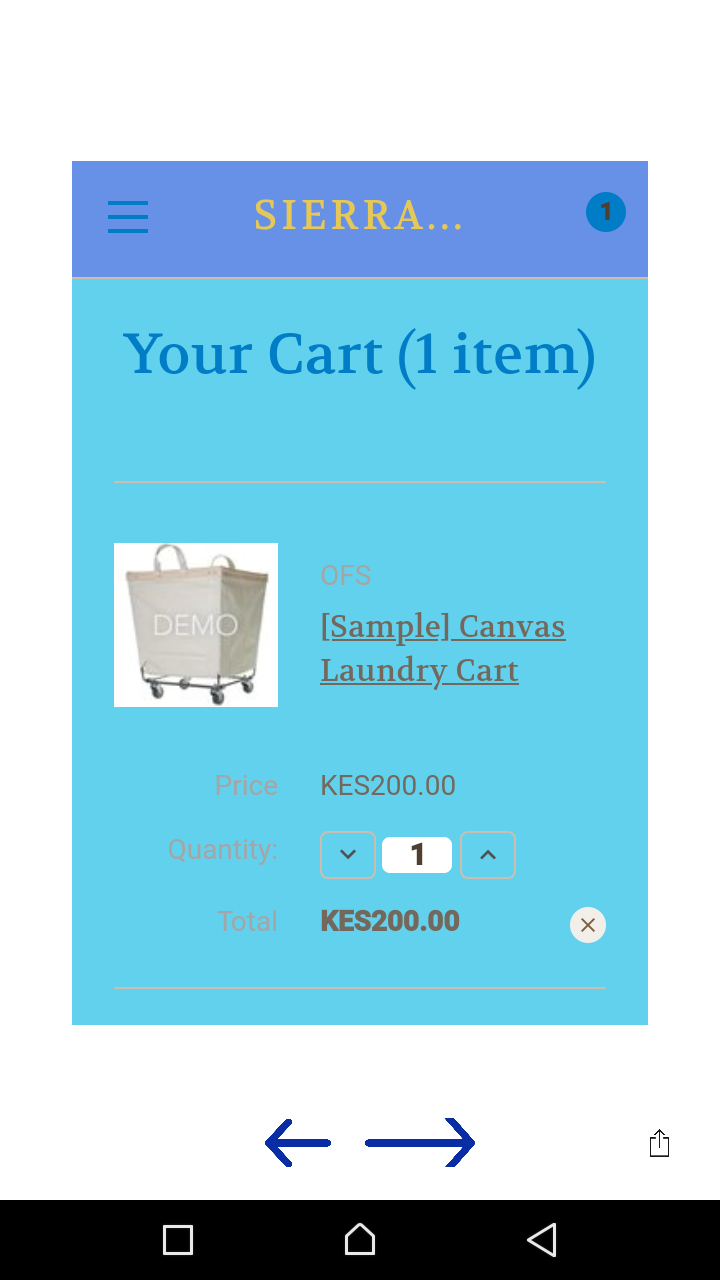 SIERRA...
1
Your Cart (1 item)
DEMO
OFS
[Sample] Canvas
Laundry Cart
Price
KES200.00
Quantity:
1
Total
KES200.00